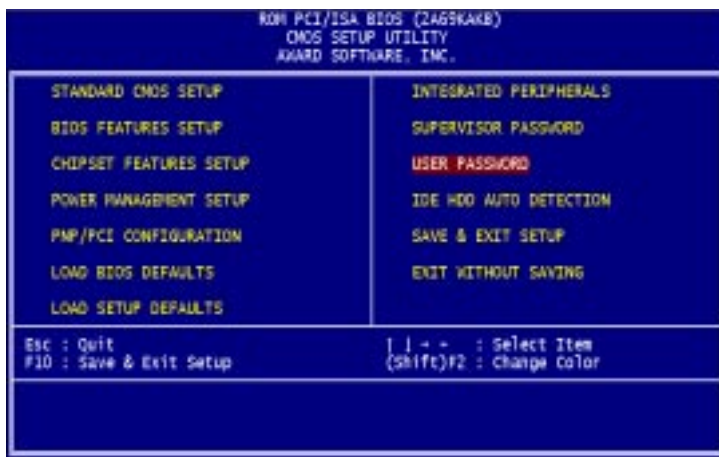 ROM PCI/ISA BIOS (2A69KAKB)
CMOS SETUP UTILITY
AWARD SOFTWARE, INC.
STANDARD CMOS SETUP
BIOS FEATURES SETUP
CHIPSET FEATURES SETUP
POWER MANAGEMENT SETUP
PNP/PCI CONFIGURATION
LOAD BIOS DEFAULTS
LOAD SETUP DEFAULTS
INTEGRATED PERIPHERALS
SUPERVISOR PASSWORD
USER PASSWORD
IDE HDD AUTO DETECTION
SAVE & EXIT SETUP
EXIT WITHOUT SAVING
Esc : Quit
F10 : Save & Exit Setup
: Select Item
(Shift)F2 : Change Color